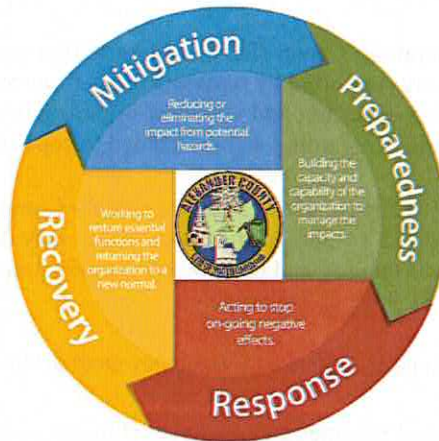 Mitigation
Reducing or
eliminating the
impact from potential
hazards.
Preparedness
Building the
capacity and
capability of the
organization to
manage the
impacts.
Response
Acting to stop
on-going negative
effects.
Recovery
Working to
restore essential
functions and
returning the
organization to a
new normal.
ALEXANDER COUNTY